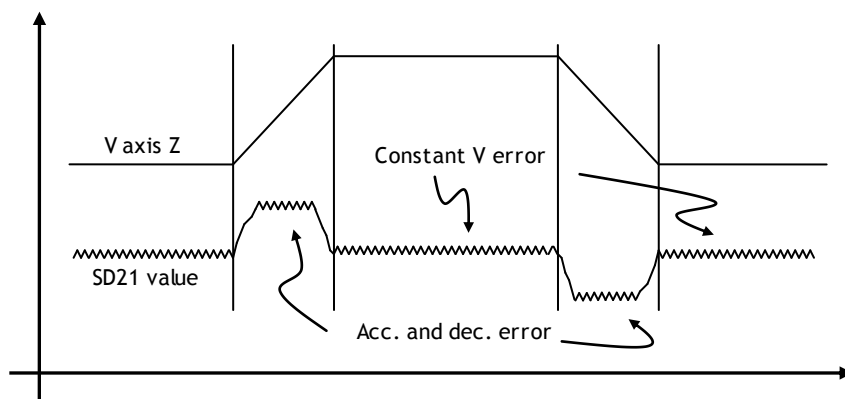 V axis Z
Constant V error
SD21 value
Acc. and dec. error